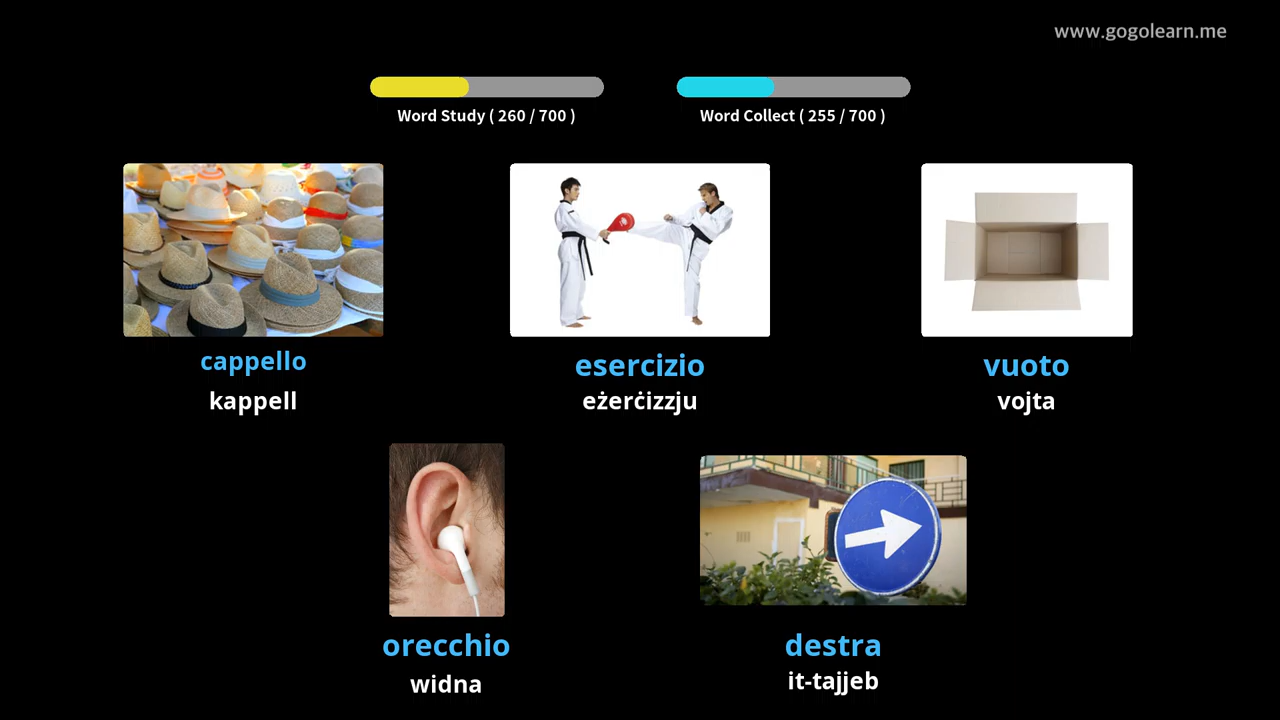 www.gogolearn.me
Word Study ( 260 / 700 )
Word Collect ( 255 / 700 )
cappello
kappell
esercizio
eżerċizzju
vuoto
vojta
orecchio
widna
destra
it-tajjeb